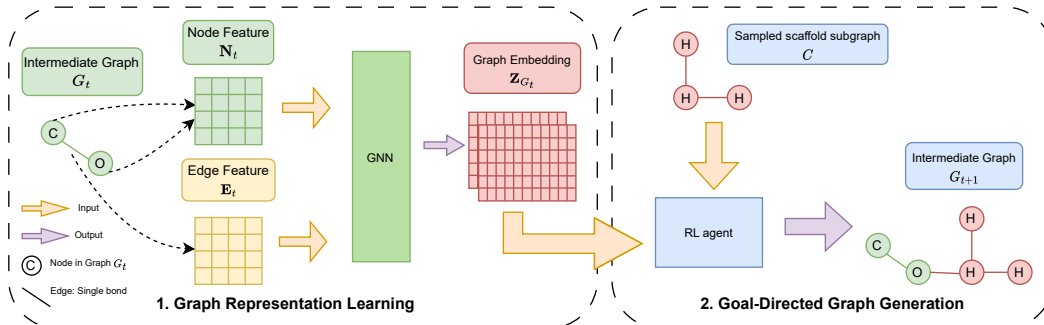 Node Feature
N_t
Intermediate Graph
G_t
C
O
Edge Feature
E_t
GNN
Graph Embedding
Z_{G_t}
Input
Output
C
Node in Graph G_t
Edge: Single bond
1. Graph Representation Learning
Sampled scaffold subgraph
C
H
H
H
RL agent
Intermediate Graph
G_{t+1}
H
C
O
H
H
2. Goal-Directed Graph Generation